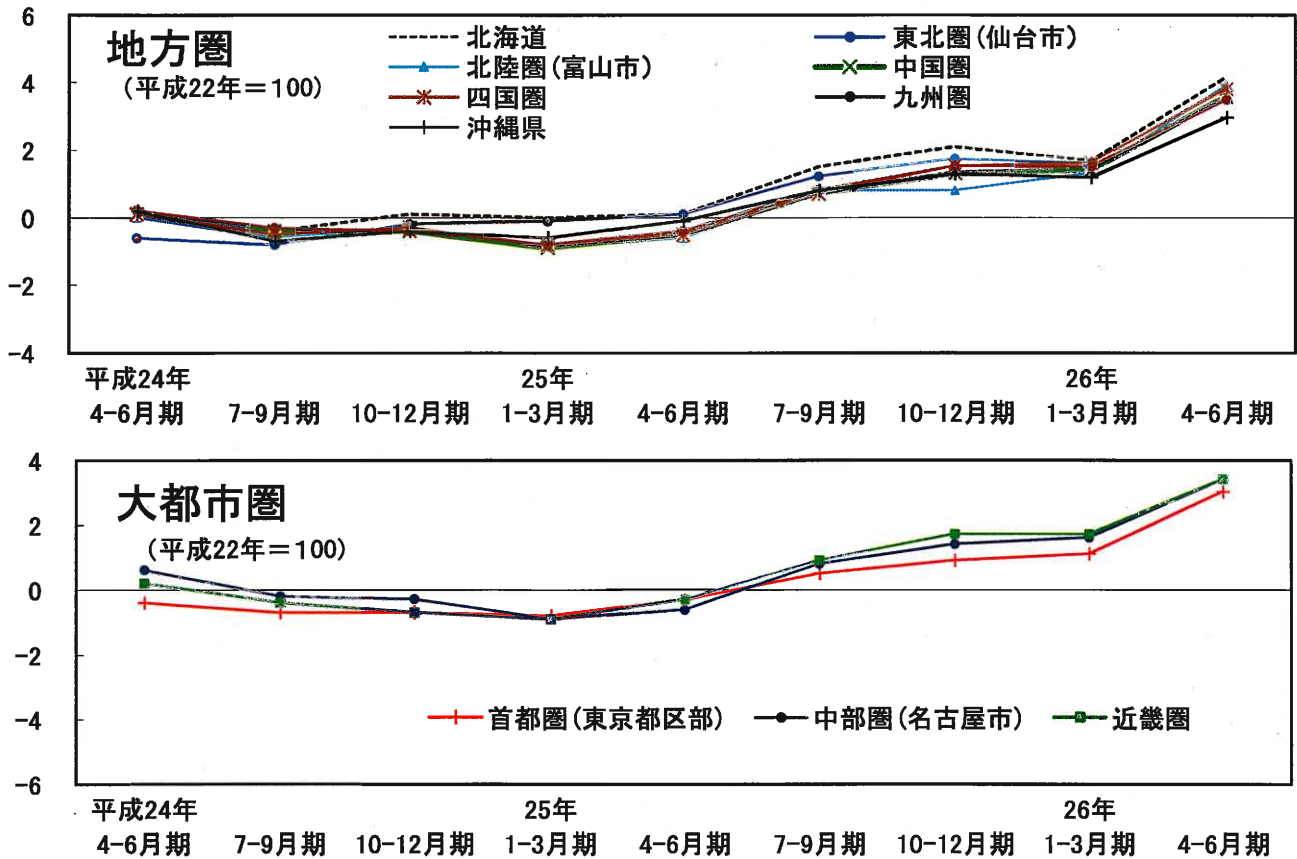 6
地方圏
(平成22年=100)
北海道
東北圏(仙台市)
北陸圏(富山市)
中国圏
四国圏
九州圏
沖縄県
4
2
0
-2
-4
平成24年 25年 26年
4-6月期 7-9月期 10-12月期 1-3月期 4-6月期 7-9月期 10-12月期 1-3月期 4-6月期
4
大都市圏
(平成22年=100)
2
0
-2
-4
首都圏(東京都区部) 中部圏(名古屋市) 近畿圏
-6
平成24年 25年 26年
4-6月期 7-9月期 10-12月期 1-3月期 4-6月期 7-9月期 10-12月期 1-3月期 4-6月期